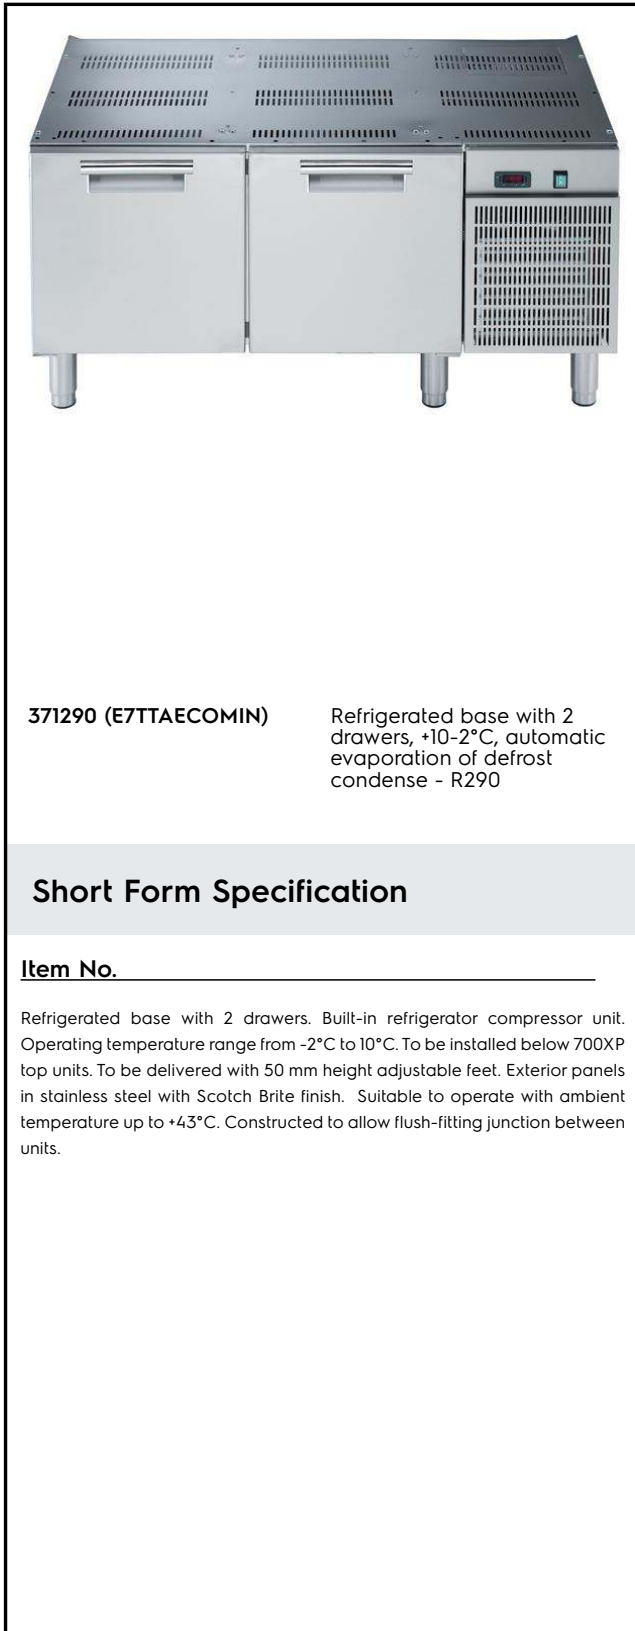 371290 (E7TTAECOMIN)
Refrigerated base with 2
drawers, +10-2°C, automatic
evaporation of defrost
condense - R290
Short Form Specification
Item No.
Refrigerated base with 2 drawers. Built-in refrigerator compressor unit.
Operating temperature range from -2°C to 10°C. To be installed below 700XP
top units. To be delivered with 50 mm height adjustable feet. Exterior panels
in stainless steel with Scotch Brite finish. Suitable to operate with ambient
temperature up to +43°C. Constructed to allow flush-fitting junction between
units.